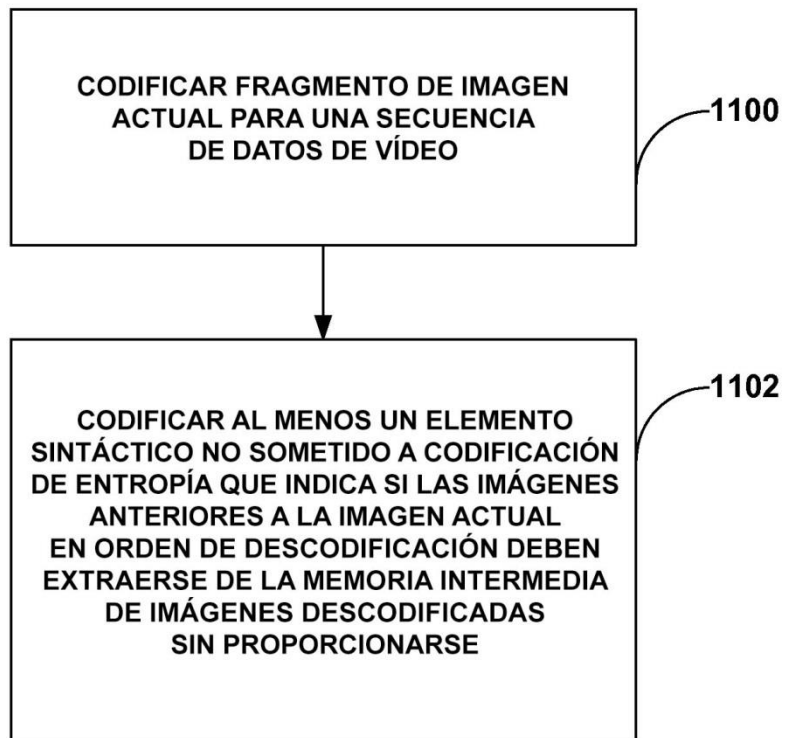 CODIFICAR FRAGMENTO DE IMAGEN
ACTUAL PARA UNA SECUENCIA
DE DATOS DE VÍDEO
1100
CODIFICAR AL MENOS UN ELEMENTO
SINTÁCTICO NO SOMETIDO A CODIFICACIÓN
DE ENTROPÍA QUE INDICA SI LAS IMÁGENES
ANTERIORES A LA IMAGEN ACTUAL
EN ORDEN DE DESCODIFICACIÓN DEBEN
EXTRAERSE DE LA MEMORIA INTERMEDIA
DE IMÁGENES DESCODIFICADAS
SIN PROPORCIONARSE
1102